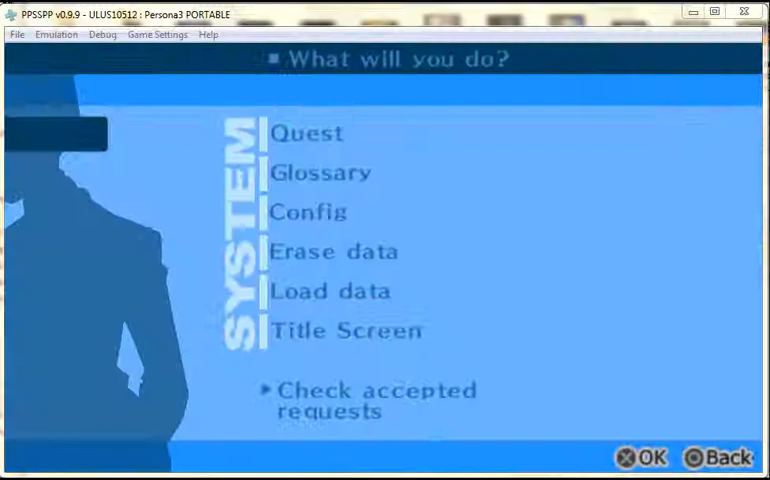 PPSSPP v0.9.9 - ULUS10512 : Persona3 PORTABLE
File Emulation Debug Game Settings Help
What will you do?
SYSTEM
Quest
Glossary
Config
Erase data
Load data
Title Screen
Check accepted
requests
OK Back